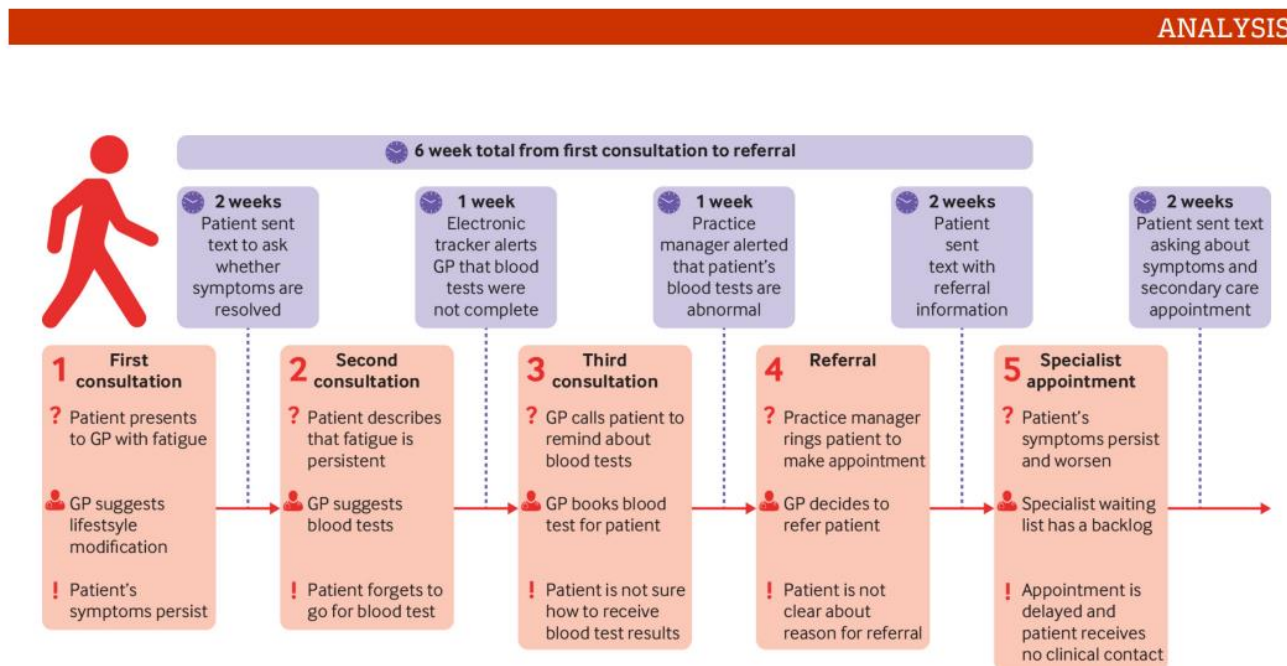 ANALYSIS
6 week total from first consultation to referral
2 weeks
Patient sent
text to ask
whether
symptoms are
resolved
1 week
Electronic
tracker alerts
GP that blood
tests were
not complete
1 week
Practice
manager alerted
that patient's
blood tests are
abnormal
2 weeks
Patient
sent
text with
referral
information
2 weeks
Patient sent text
asking about
symptoms and
secondary care
appointment
1 First
consultation
? Patient presents
to GP with fatigue
GP suggests
lifestsyle
modification
! Patient's
symptoms persist
2 Second
consultation
? Patient describes
that fatigue is
persistent
GP suggests
blood tests
! Patient forgets to
go for blood test
3 Third
consultation
? GP calls patient to
remind about
blood tests
GP books blood
test for patient
! Patient is not sure
how to receive
blood test results
4 Referral
? Practice manager
rings patient to
make appointment
GP decides to
refer patient
! Patient is not
clear about
reason for referral
5 Specialist
appointment
? Patient's
symptoms persist
and worsen
Specialist waiting
list has a backlog
! Appointment is
delayed and
patient receives
no clinical contact